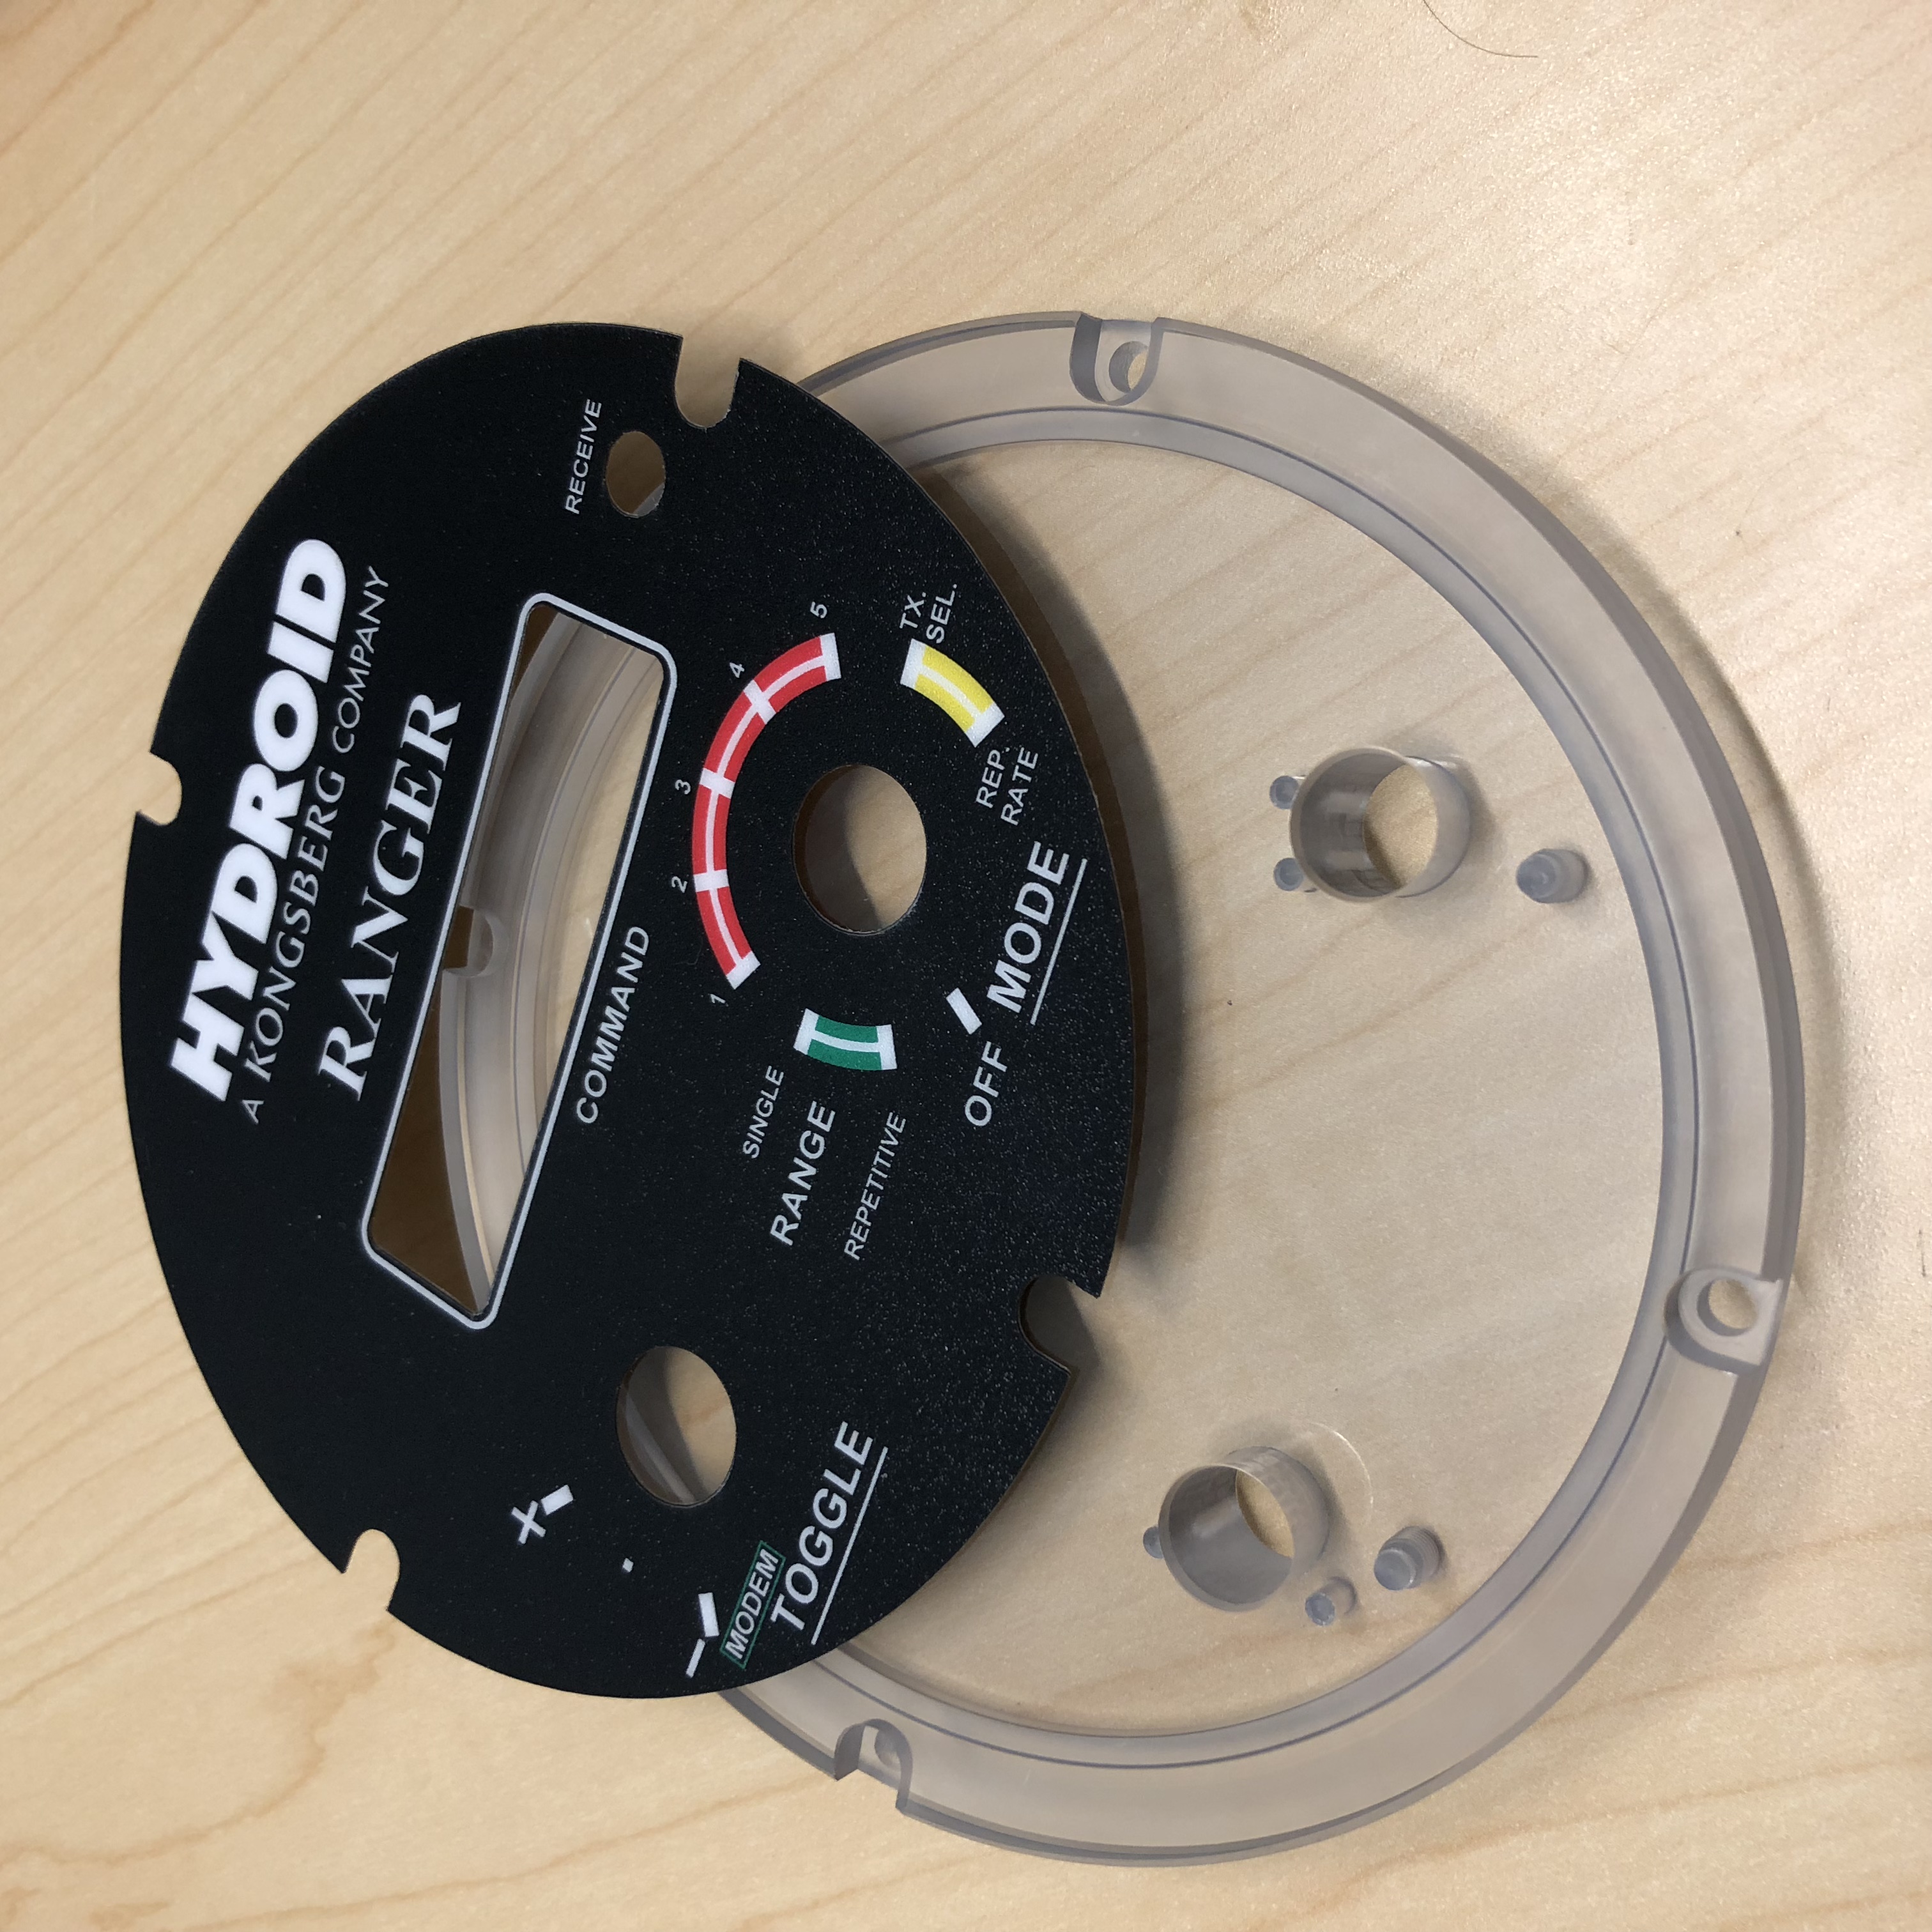 HYDROID
A KONGSBERG COMPANY
RANGER
RECEIVE
+
COMMAND
1 2 3 4 5
−
MODEM
TOGGLE
SINGLE
RANGE
REPETITIVE
TX.
SEL.
REP.
RATE
OFF
MODE